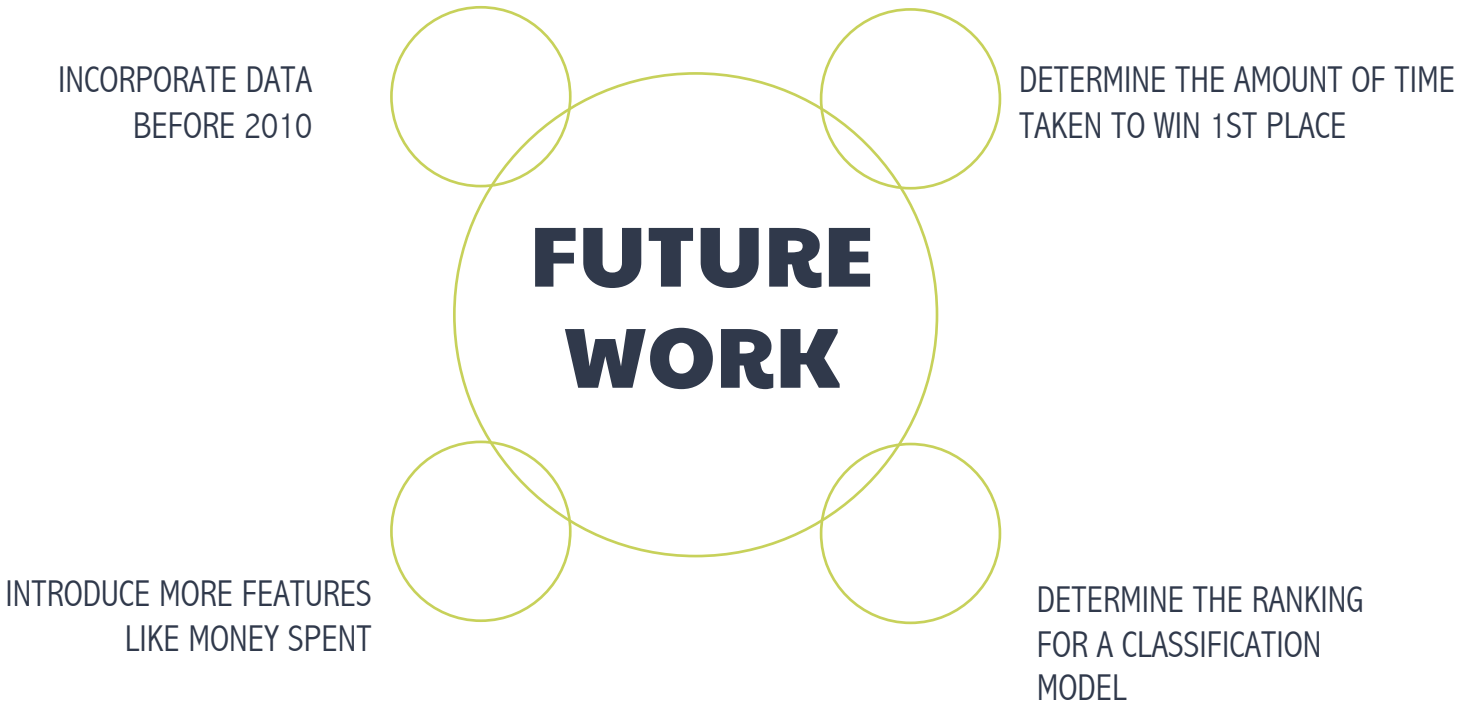 INCORPORATE DATA
BEFORE 2010
DETERMINE THE AMOUNT OF TIME
TAKEN TO WIN 1ST PLACE
FUTURE
WORK
INTRODUCE MORE FEATURES
LIKE MONEY SPENT
DETERMINE THE RANKING
FOR A CLASSIFICATION
MODEL